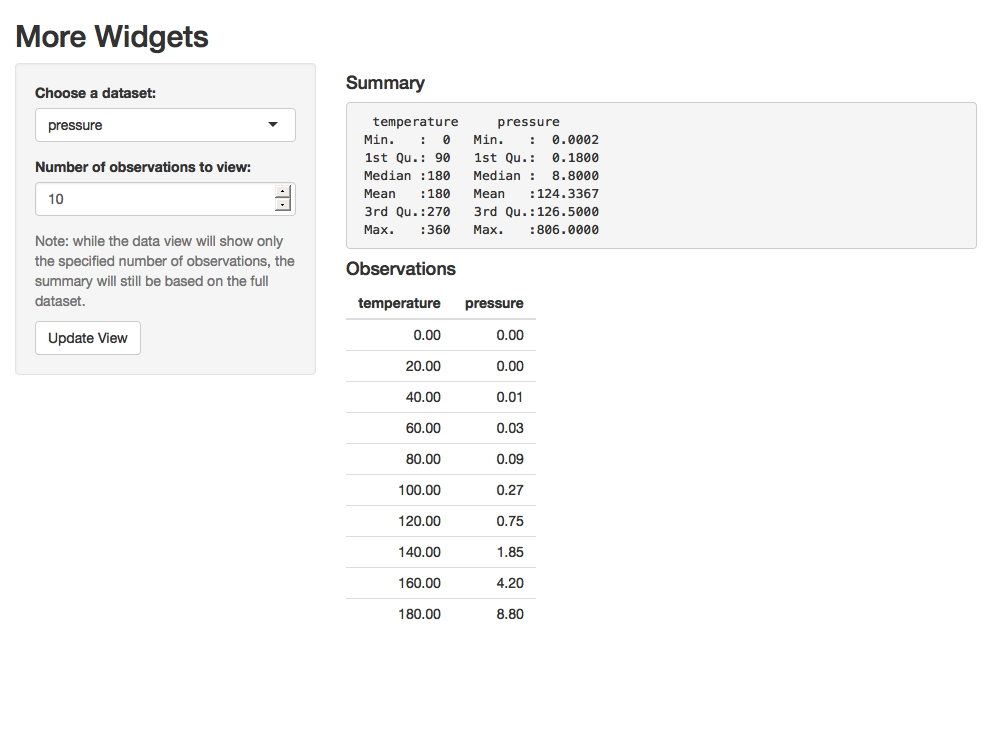 More Widgets
Choose a dataset:
pressure
Number of observations to view:
10
Note: while the data view will show only
the specified number of observations, the
summary will still be based on the full
dataset.
Update View
Summary
temperature pressure
Min. : 0 Min. : 0.0002
1st Qu.: 90 1st Qu.: 0.1800
Median :180 Median : 8.8000
Mean :180 Mean :124.3367
3rd Qu.:270 3rd Qu.:126.5000
Max. :360 Max. :806.0000
Observations
temperature pressure
0.00 0.00
20.00 0.00
40.00 0.01
60.00 0.03
80.00 0.09
100.00 0.27
120.00 0.75
140.00 1.85
160.00 4.20
180.00 8.80